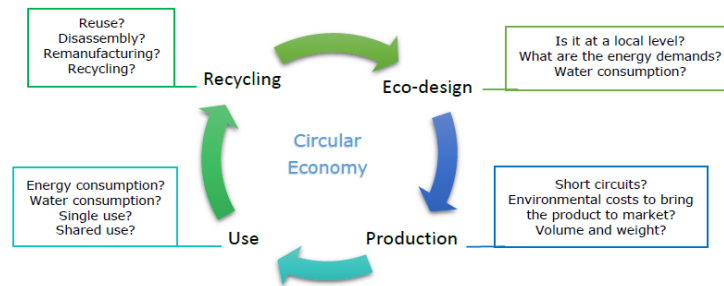 Reuse?
Disassembly?
Remanufacturing?
Recycling?
Recycling
Is it at a local level?
What are the energy demands?
Water consumption?
Eco-design
Circular
Economy
Energy consumption?
Water consumption?
Single use?
Shared use?
Use
Short circuits?
Environmental costs to bring
the product to market?
Volume and weight?
Production